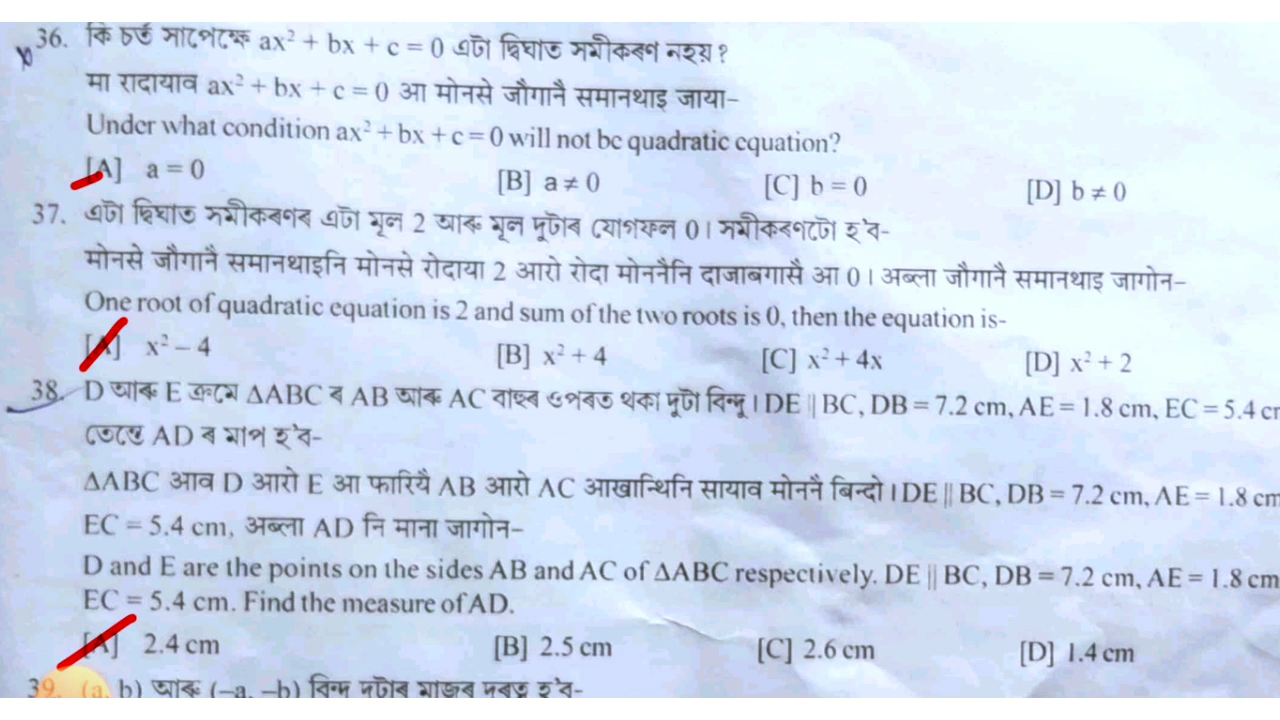 36. কি চৰ্ত সাপেক্ষে ax² + bx + c = 0 এটা দ্বিঘাত সমীকৰণ নহয় ?
मा रादायाव ax² + bx + c = 0 आ मोनसे जौगानै समानथाइ जाया–
Under what condition ax² + bx + c = 0 will not be quadratic equation?
[A] a = 0 [B] a ≠ 0 [C] b = 0 [D] b ≠ 0
37. এটা দ্বিঘাত সমীকৰণৰ এটা মূল 2 আৰু মূল দুটাৰ যোগফল 0। সমীকৰণটো হ'ব-
मोनसे जौगानै समानथाइनि मोनसे रोदाया 2 आरो रोदा मोननैनि दाजाबगासै आ 0। अब्ला जौगानै समानथाइ जागोन–
One root of quadratic equation is 2 and sum of the two roots is 0, then the equation is-
[A] x² – 4 [B] x² + 4 [C] x² + 4x [D] x² + 2
38. D আৰু E ক্ৰমে ΔABC ৰ AB আৰু AC বাহুৰ ওপৰত থকা দুটা বিন্দু। DE || BC, DB = 7.2 cm, AE = 1.8 cm, EC = 5.4 cm
তেন্তে AD ৰ মাপ হ'ব-
ΔABC आव D आरो E आ फारियै AB आरो AC आखान्थिनि सायाव मोननै बिन्दो। DE || BC, DB = 7.2 cm, AE = 1.8 cm
EC = 5.4 cm, अब्ला AD नि माना जागोन–
D and E are the points on the sides AB and AC of ΔABC respectively. DE || BC, DB = 7.2 cm, AE = 1.8 cm
EC = 5.4 cm. Find the measure of AD.
[A] 2.4 cm [B] 2.5 cm [C] 2.6 cm [D] 1.4 cm
39. (a, b) আৰু (–a, –b) বিন্দু দুটাৰ মাজৰ দূৰত্ব হ'ব-